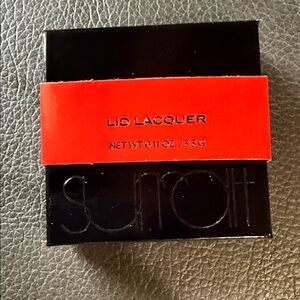 LID LACQUER
NET WT 0.11 OZ. / 3.3 G
surratt